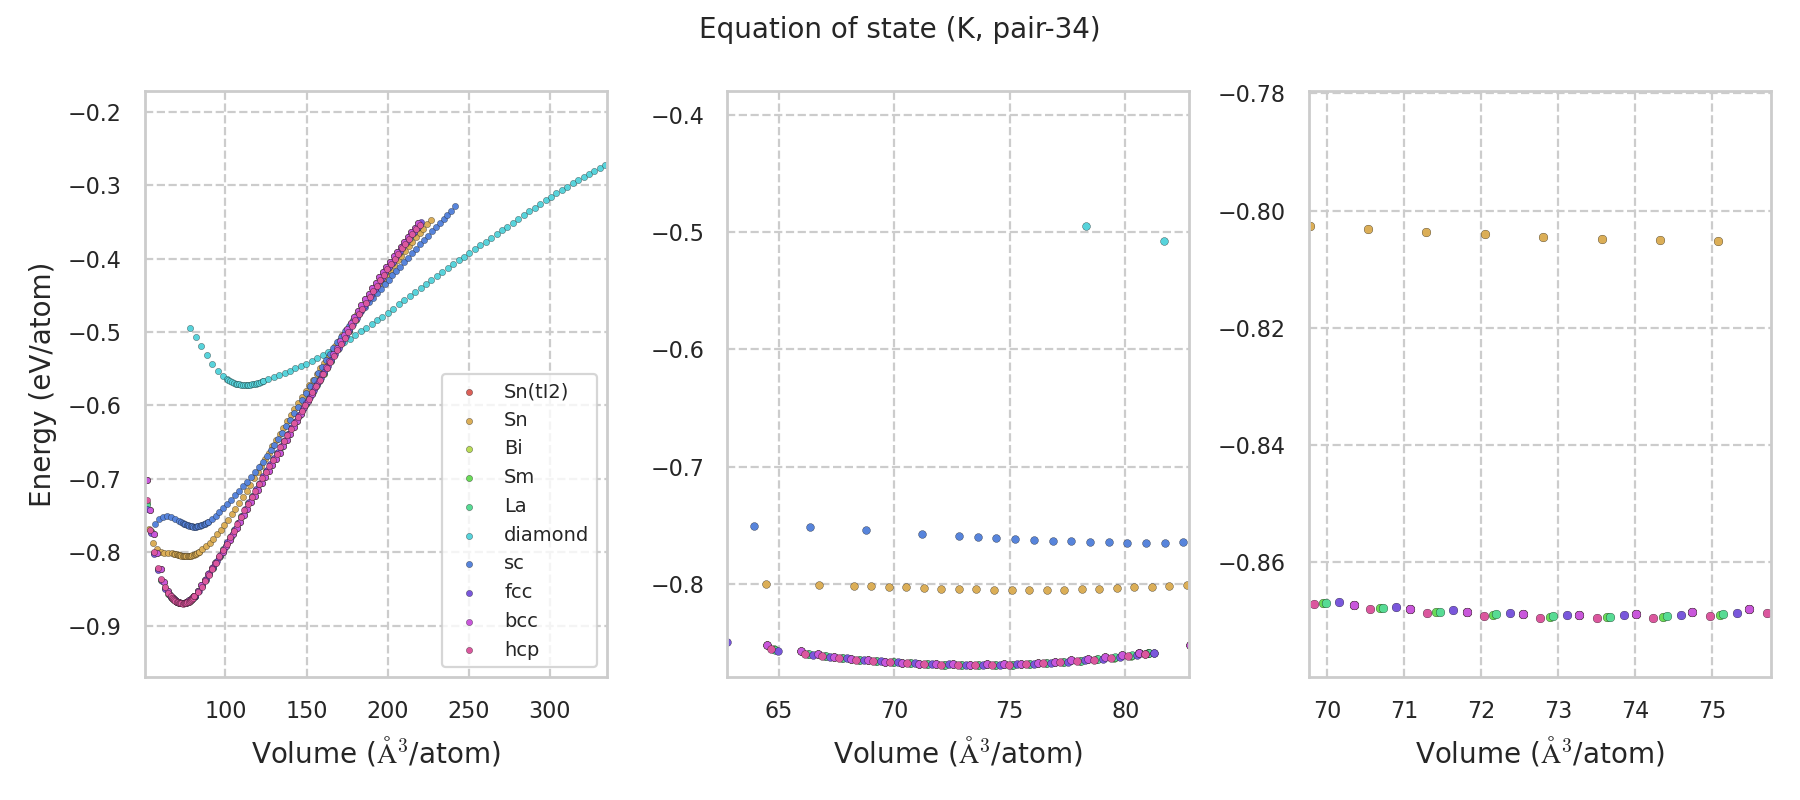 Equation of state (K, pair-34)
Energy (eV/atom)
−0.2
−0.3
−0.4
−0.5
−0.6
−0.7
−0.8
−0.9
100 150 200 250 300
Volume (Å³/atom)
Sn(tI2)
Sn
Bi
Sm
La
diamond
sc
fcc
bcc
hcp
−0.4
−0.5
−0.6
−0.7
−0.8
65 70 75 80
Volume (Å³/atom)
−0.78
−0.80
−0.82
−0.84
−0.86
70 71 72 73 74 75
Volume (Å³/atom)